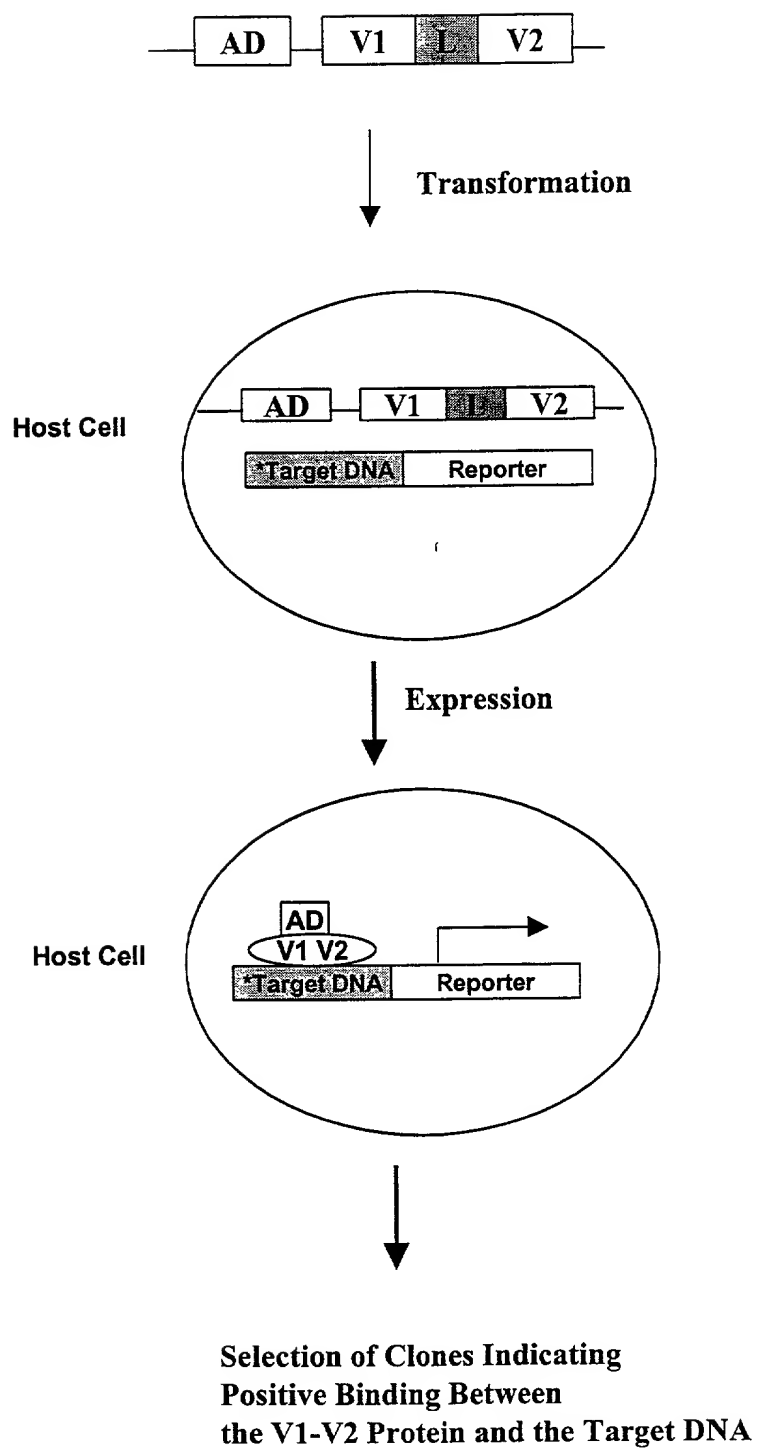 AD V1 L V2
Transformation
Host Cell
AD V1 L V2
*Target DNA Reporter
Expression
Host Cell
AD
V1 V2
*Target DNA Reporter
Selection of Clones Indicating
Positive Binding Between
the V1-V2 Protein and the Target DNA